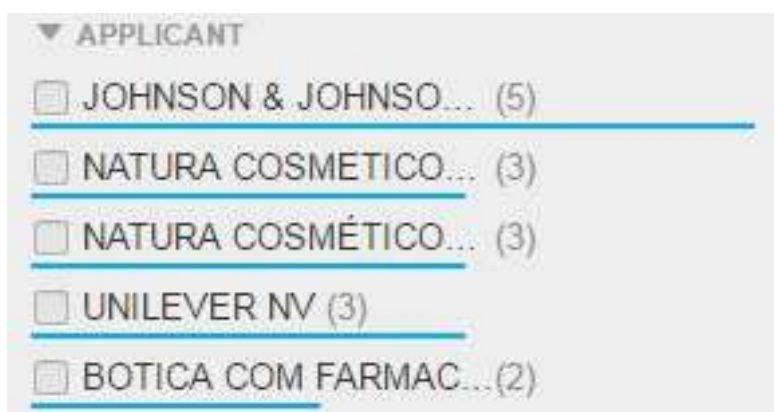 APPLICANT
JOHNSON & JOHNSO... (5)
NATURA COSMETICO... (3)
NATURA COSMÉTICO... (3)
UNILEVER NV (3)
BOTICA COM FARMAC...(2)